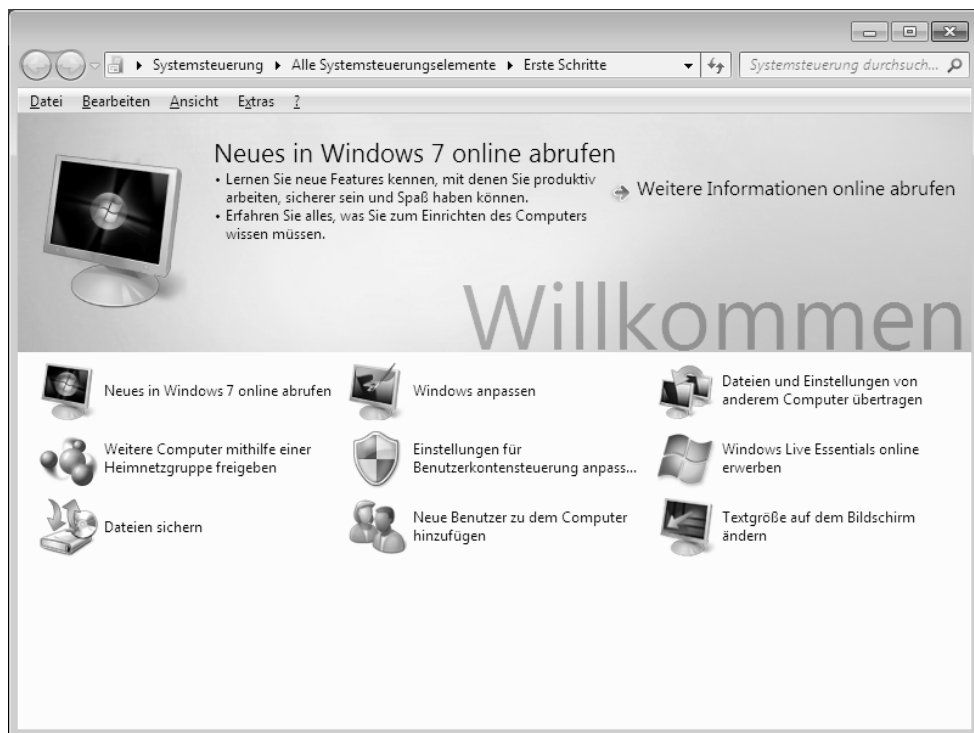 Systemsteuerung Alle Systemsteuerungselemente Erste Schritte
Systemsteuerung durchsuch...
Datei Bearbeiten Ansicht Extras ?
Neues in Windows 7 online abrufen
• Lernen Sie neue Features kennen, mit denen Sie produktiv
arbeiten, sicherer sein und Spaß haben können.
• Erfahren Sie alles, was Sie zum Einrichten des Computers
wissen müssen.
Weitere Informationen online abrufen
Willkommen
Neues in Windows 7 online abrufen
Windows anpassen
Dateien und Einstellungen von
anderem Computer übertragen
Weitere Computer mithilfe einer
Heimnetzgruppe freigeben
Einstellungen für
Benutzerkontensteuerung anpass...
Windows Live Essentials online
erwerben
Dateien sichern
Neue Benutzer zu dem Computer
hinzufügen
Textgröße auf dem Bildschirm
ändern